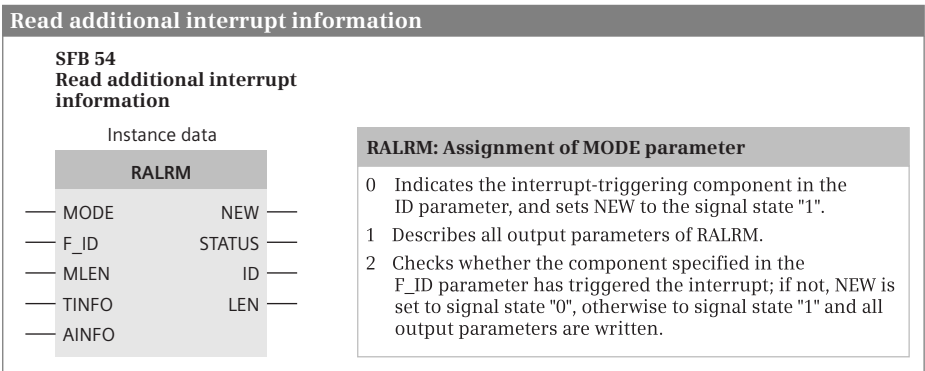 Read additional interrupt information
SFB 54
Read additional interrupt
information
Instance data
RALRM
MODE NEW
F_ID STATUS
MLEN ID
TINFO LEN
AINFO
RALRM: Assignment of MODE parameter
0 Indicates the interrupt-triggering component in the
ID parameter, and sets NEW to the signal state "1".
1 Describes all output parameters of RALRM.
2 Checks whether the component specified in the
F_ID parameter has triggered the interrupt; if not, NEW is
set to signal state "0", otherwise to signal state "1" and all
output parameters are written.